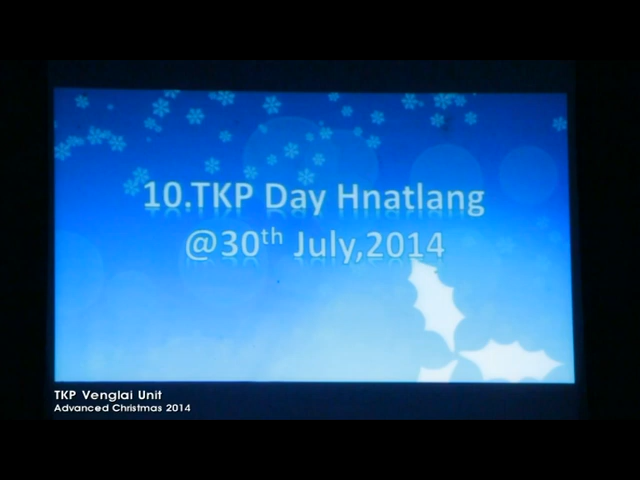 10.TKP Day Hnatlang
@30th July,2014
TKP Venglai Unit
Advanced Christmas 2014